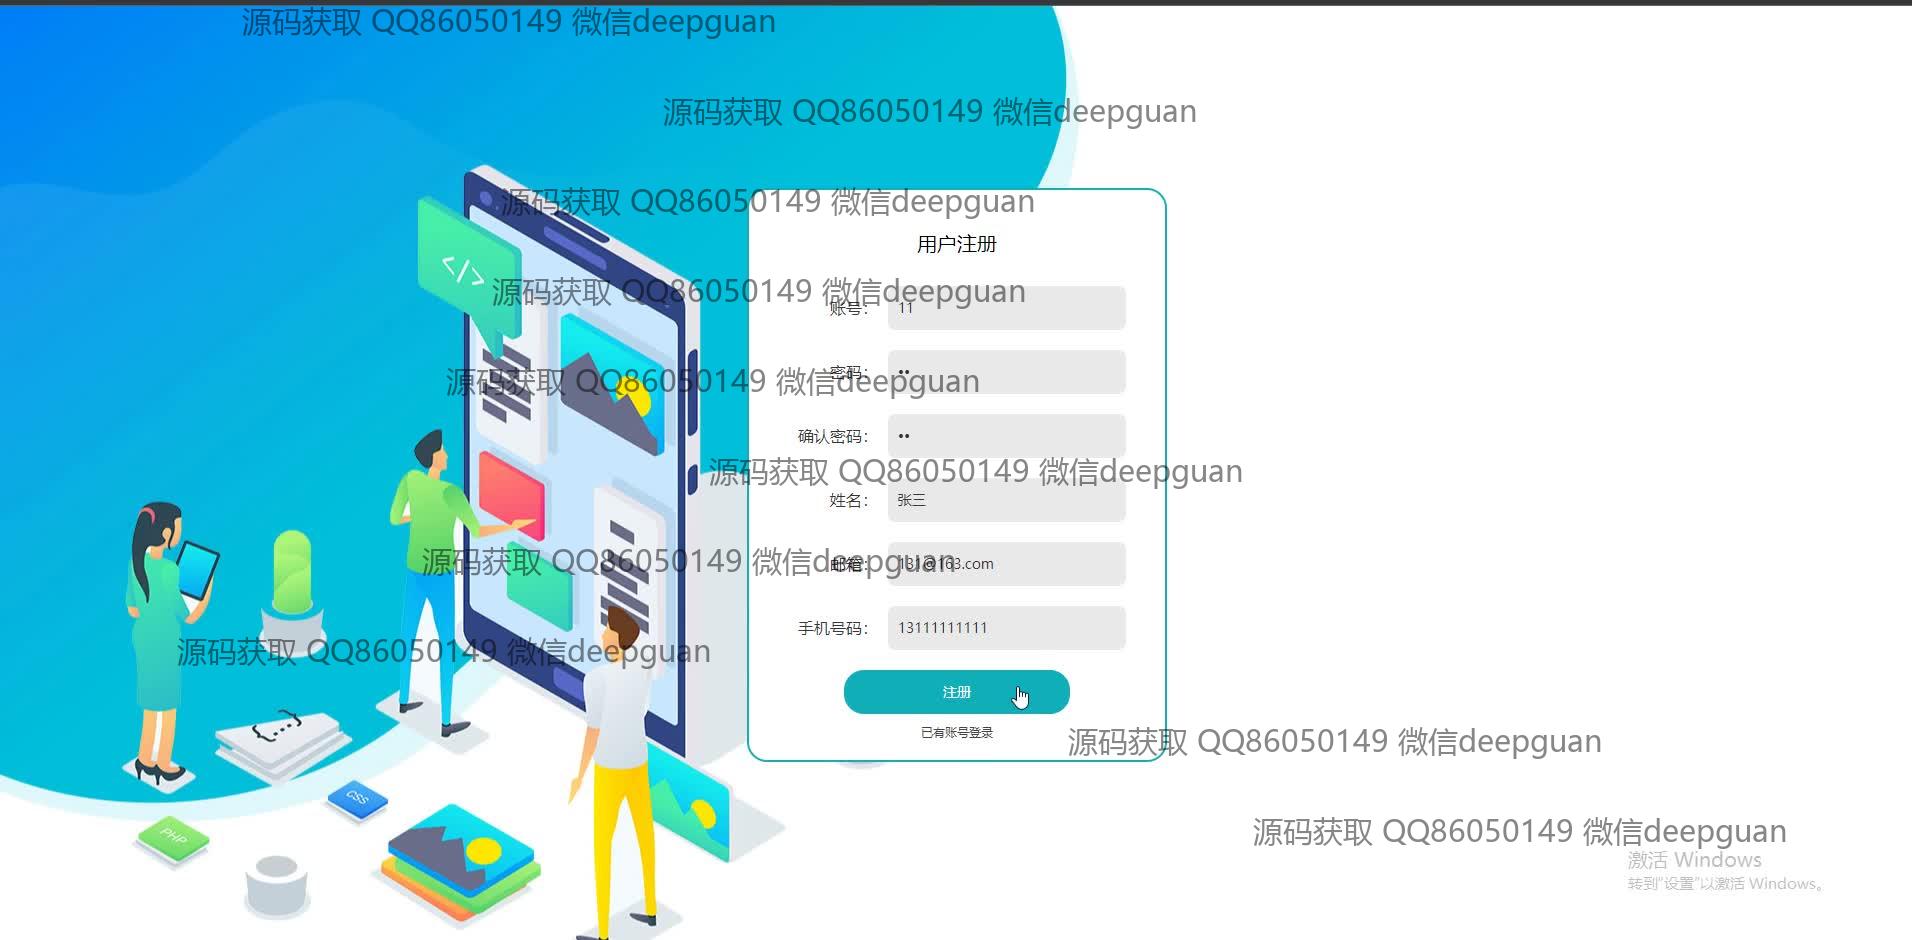 源码获取 QQ86050149 微信deepguan
源码获取 QQ86050149 微信deepguan
源码获取 QQ86050149 微信deepguan
用户注册
</>
源码获取 QQ86050149 微信deepguan
账号： 11
源码获取 QQ86050149 微信deepguan
密码： ••
确认密码： ••
源码获取 QQ86050149 微信deepguan
姓名： 张三
源码获取 QQ86050149 微信deepguan
邮箱： 131@163.com
手机号码： 13111111111
源码获取 QQ86050149 微信deepguan
注册
已有账号登录
{...}
源码获取 QQ86050149 微信deepguan
CSS
PHP
源码获取 QQ86050149 微信deepguan
激活 Windows
转到"设置"以激活 Windows。